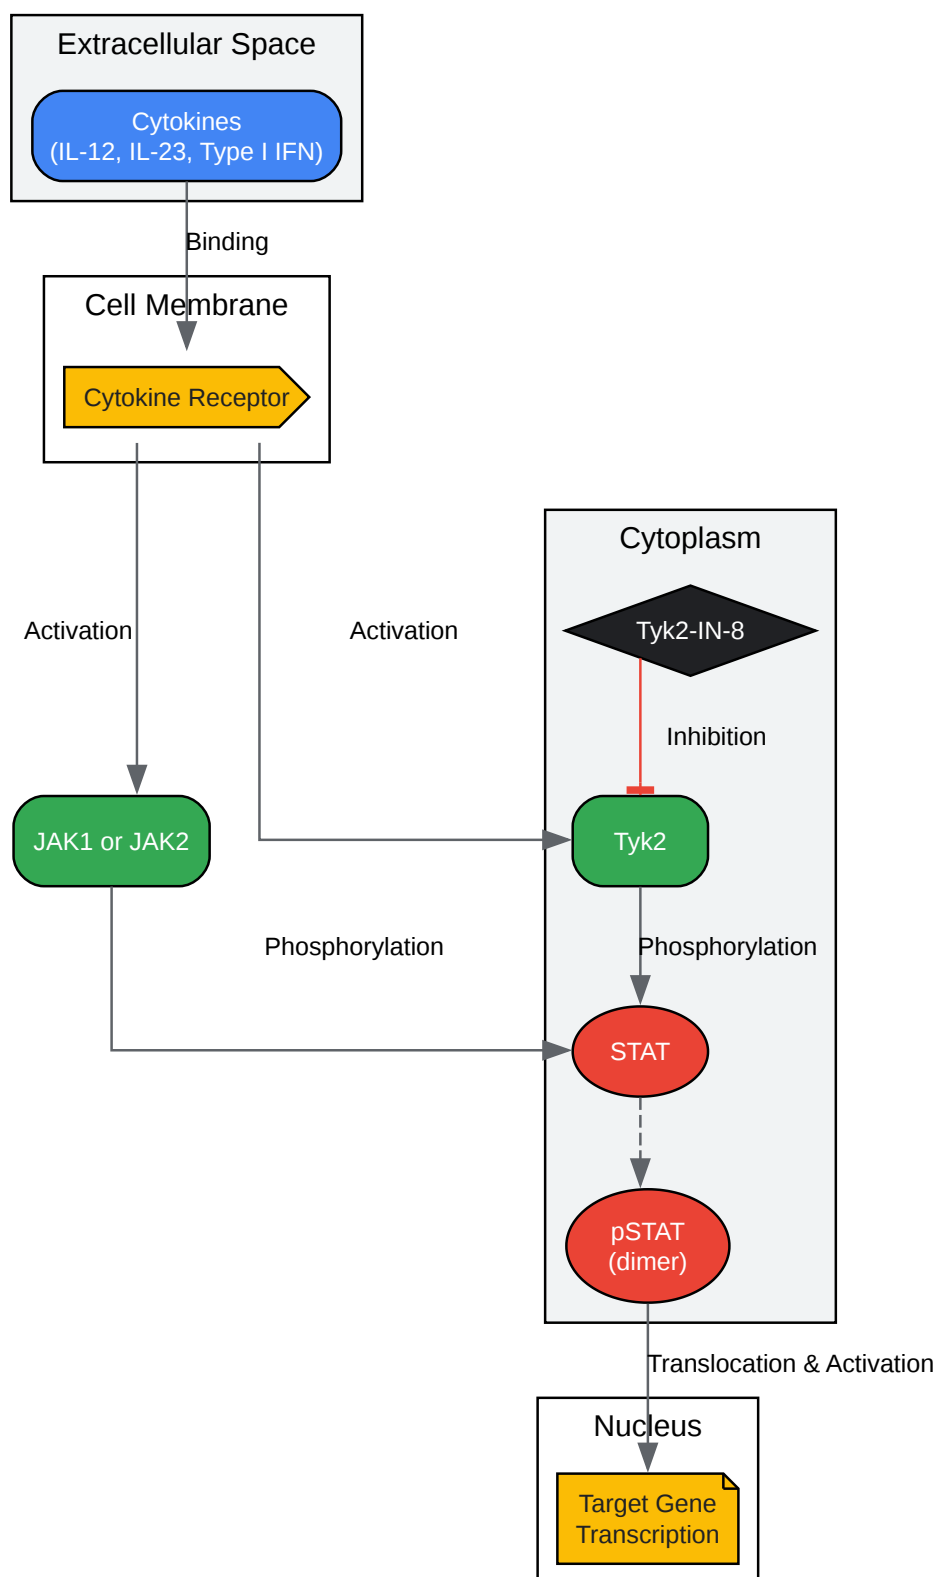 Extracellular Space
Cytokines
(IL-12, IL-23, Type I IFN)
Binding
Cell Membrane
Cytokine Receptor
Cytoplasm
Activation
Activation
Tyk2-IN-8
Inhibition
JAK1 or JAK2
Tyk2
Phosphorylation
Phosphorylation
STAT
pSTAT
(dimer)
Translocation & Activation
Nucleus
Target Gene
Transcription